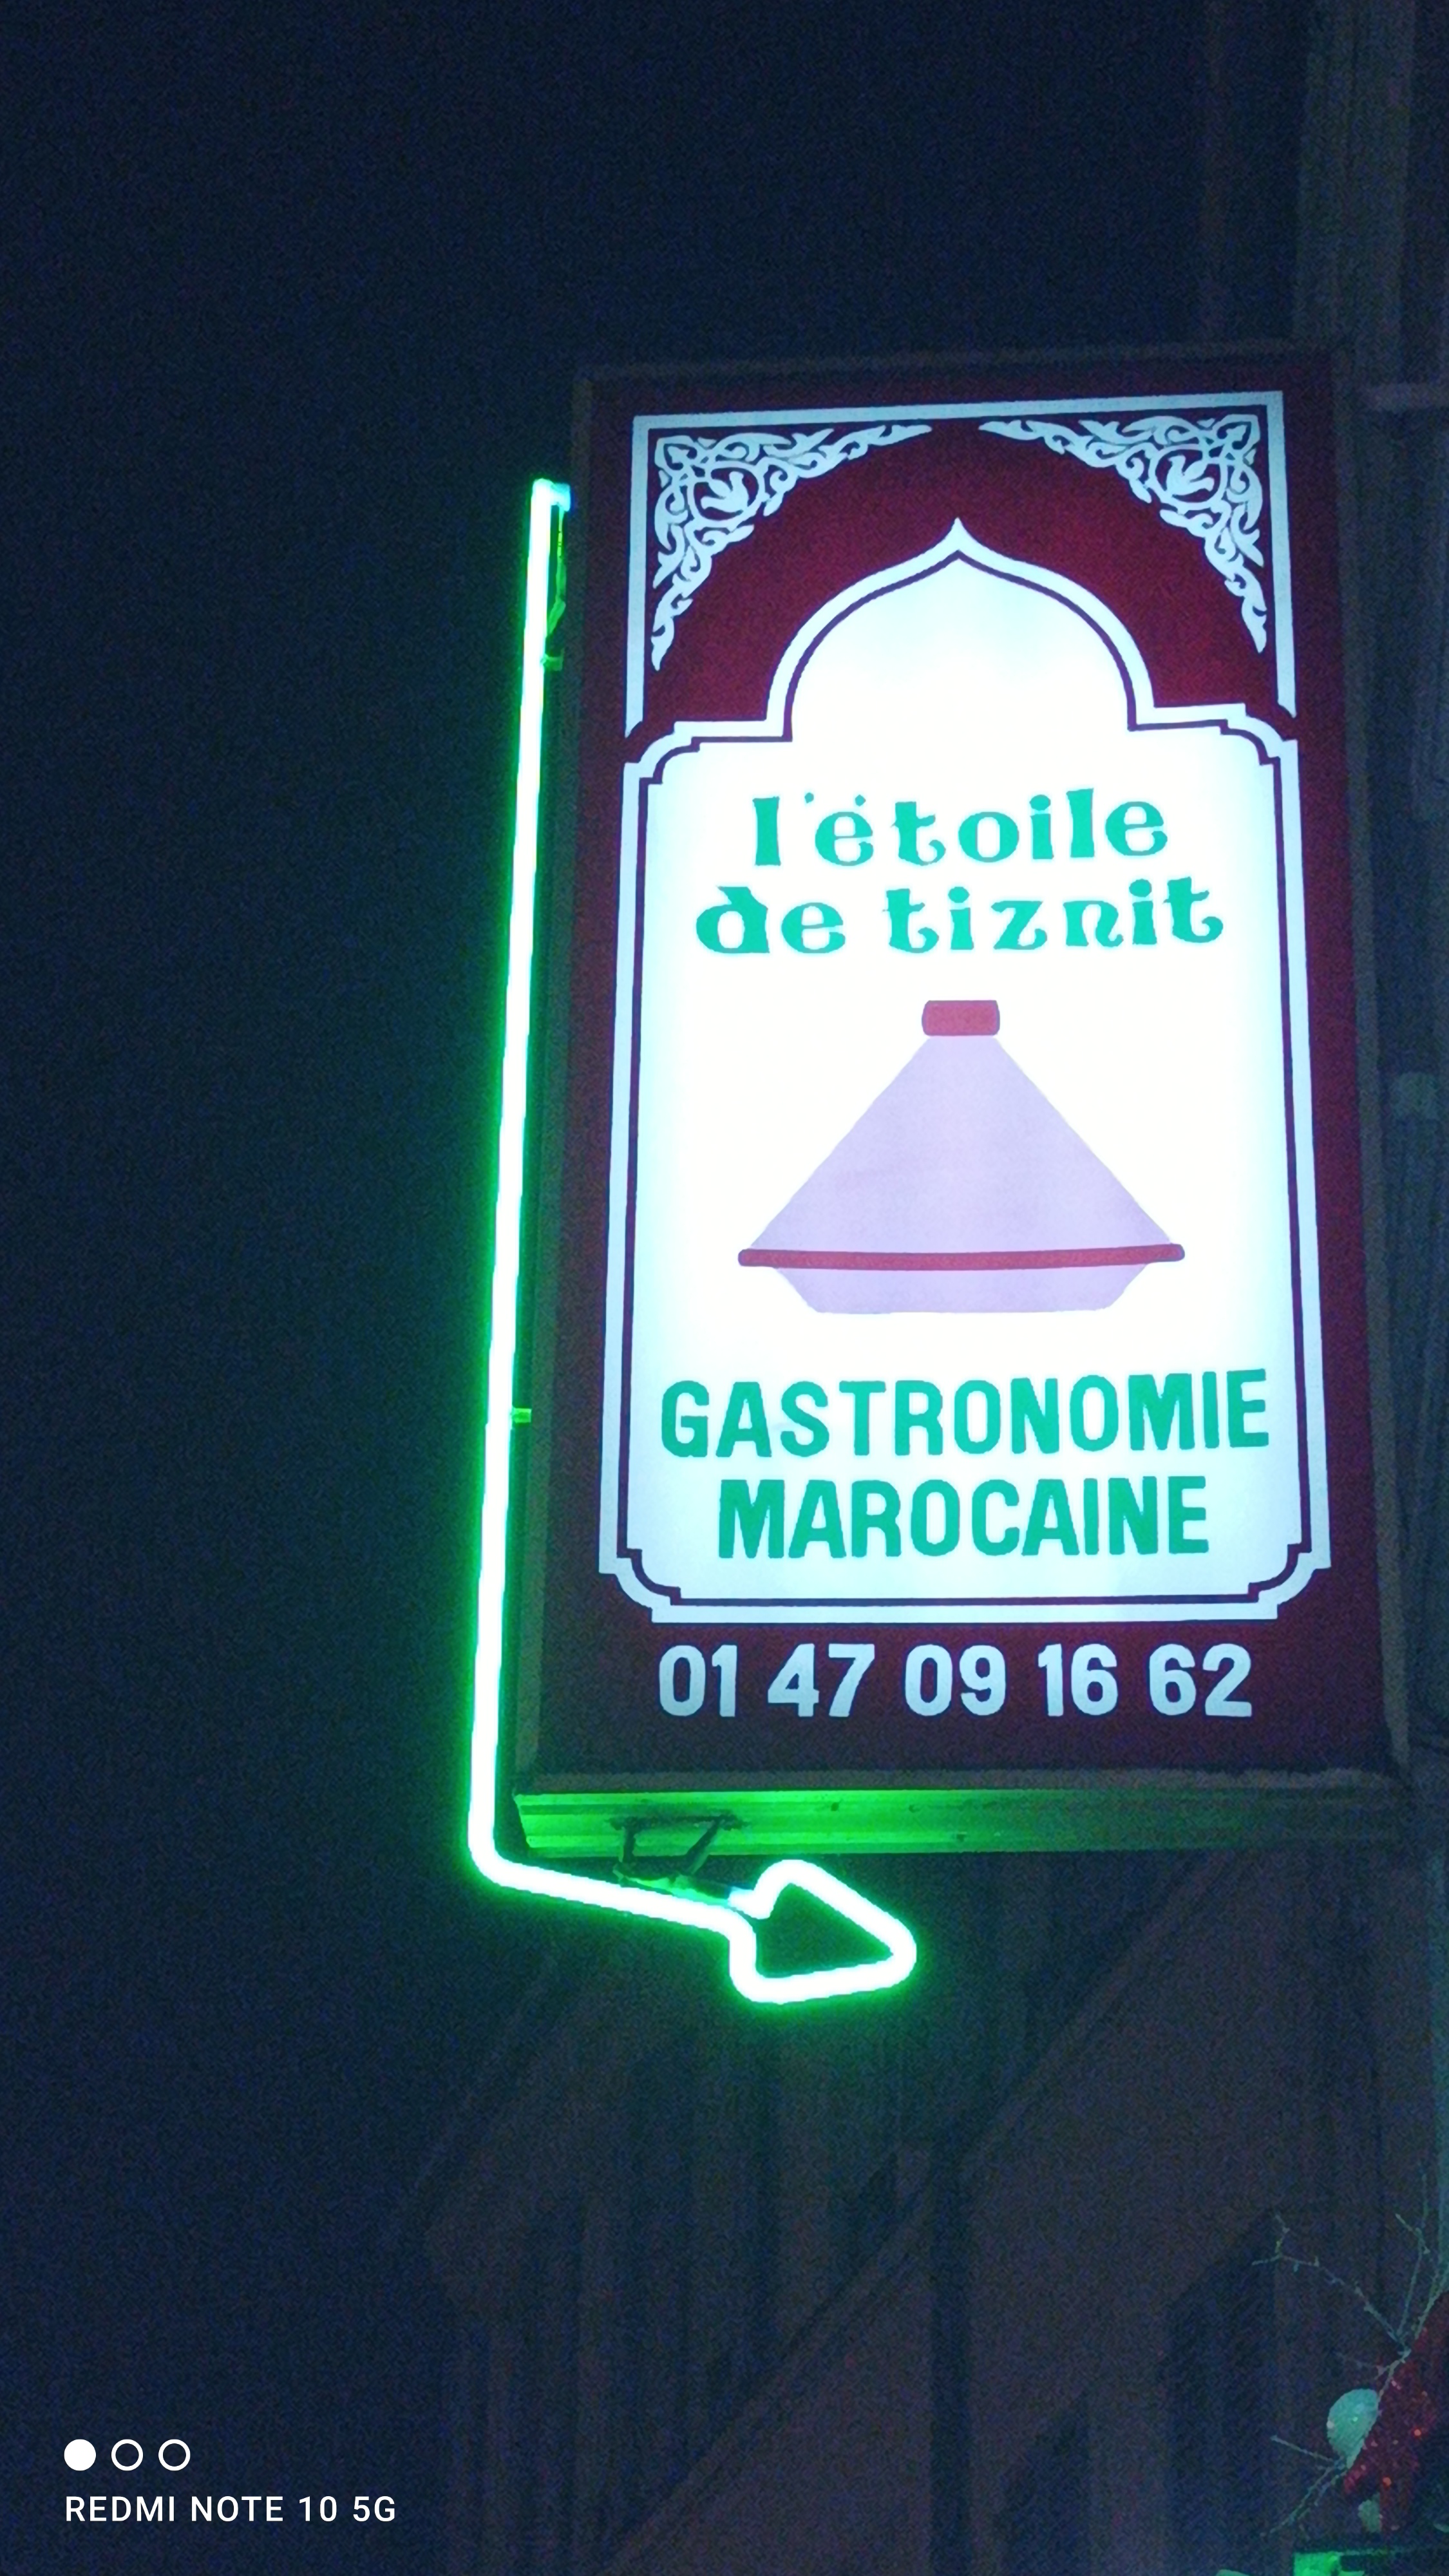 l'étoile
de tiznit
GASTRONOMIE
MAROCAINE
01 47 09 16 62
REDMI NOTE 10 5G